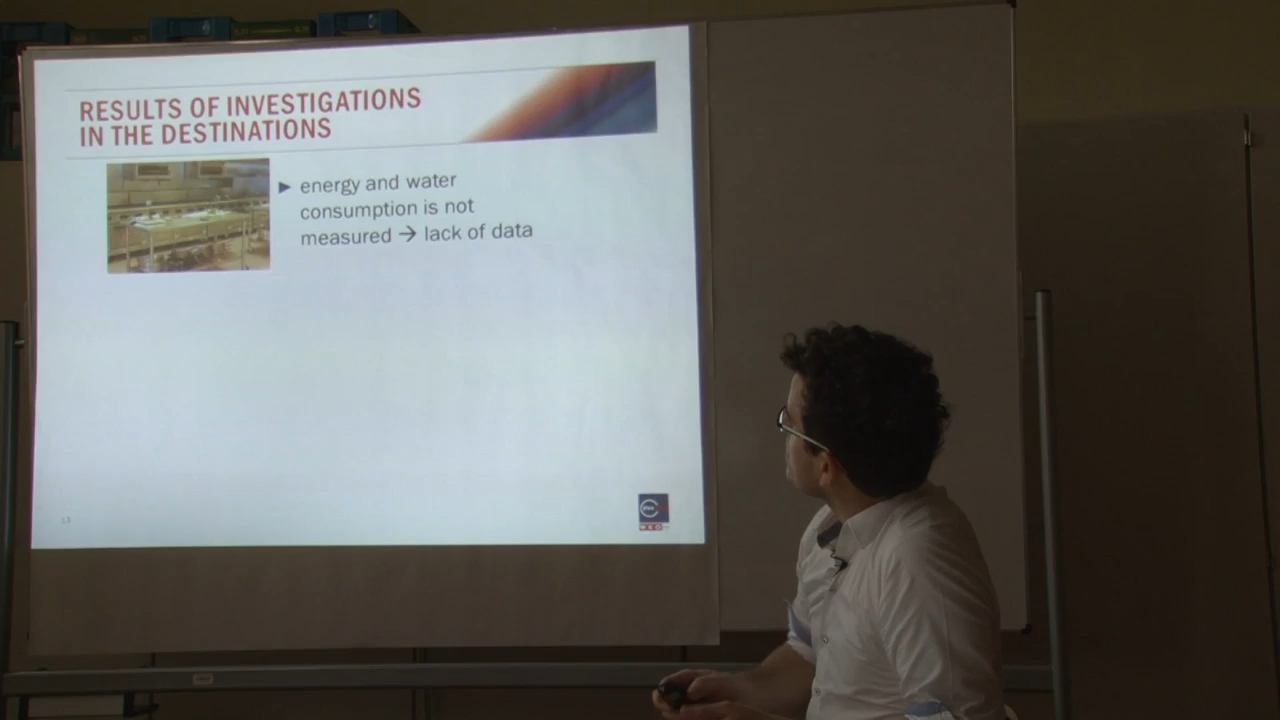 RESULTS OF INVESTIGATIONS
IN THE DESTINATIONS
► energy and water
consumption is not
measured → lack of data